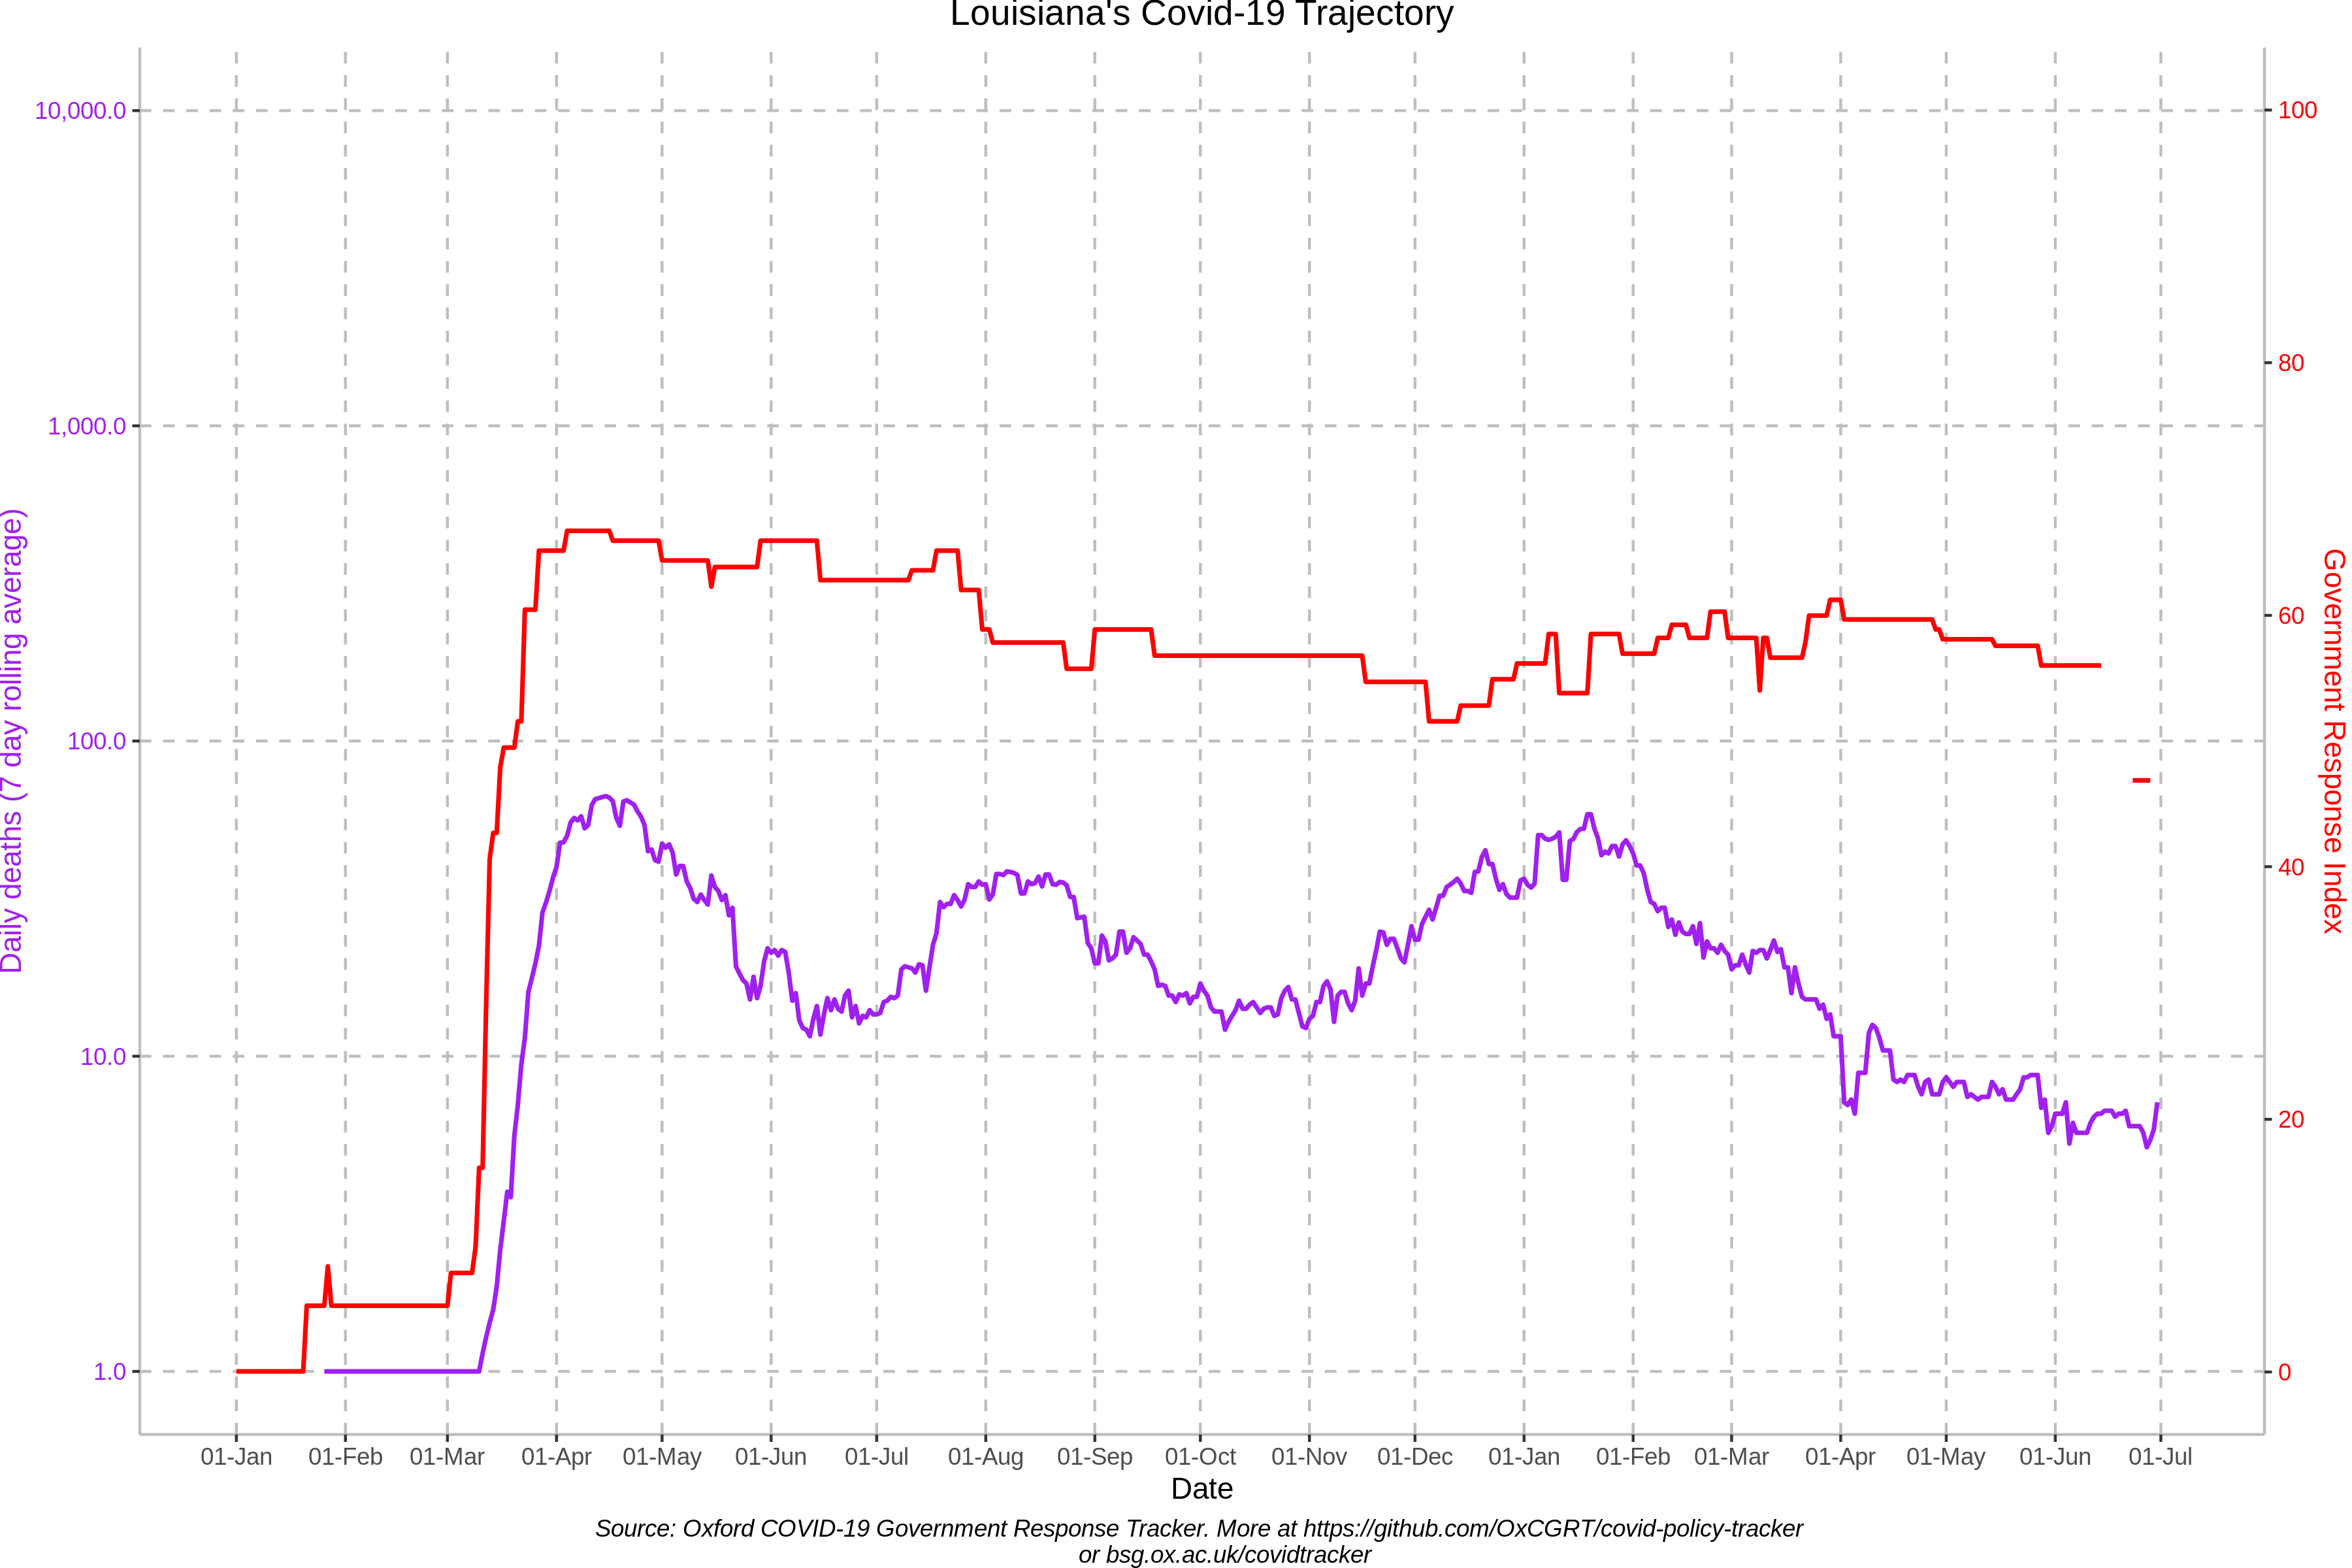 Louisiana's Covid-19 Trajectory
10,000.0
1,000.0
100.0
10.0
1.0
Daily deaths (7 day rolling average)
100
80
60
40
20
0
Government Response Index
01-Jan 01-Feb 01-Mar 01-Apr 01-May 01-Jun 01-Jul 01-Aug 01-Sep 01-Oct 01-Nov 01-Dec 01-Jan 01-Feb 01-Mar 01-Apr 01-May 01-Jun 01-Jul
Date
Source: Oxford COVID-19 Government Response Tracker. More at https://github.com/OxCGRT/covid-policy-tracker
or bsg.ox.ac.uk/covidtracker